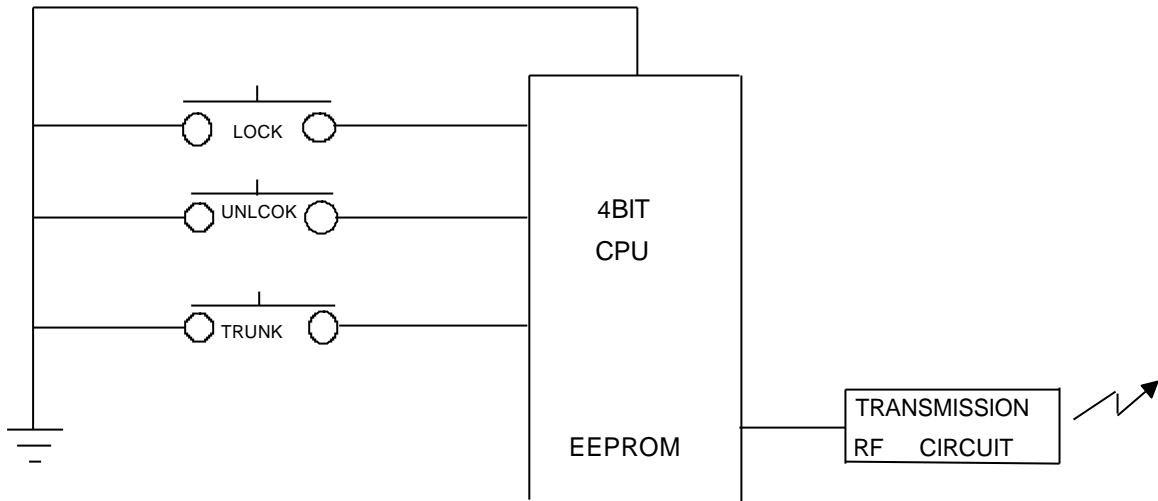 LOCK
UNLCOK
4BIT
CPU
TRUNK
TRANSMISSION
EEPROM
RF CIRCUIT